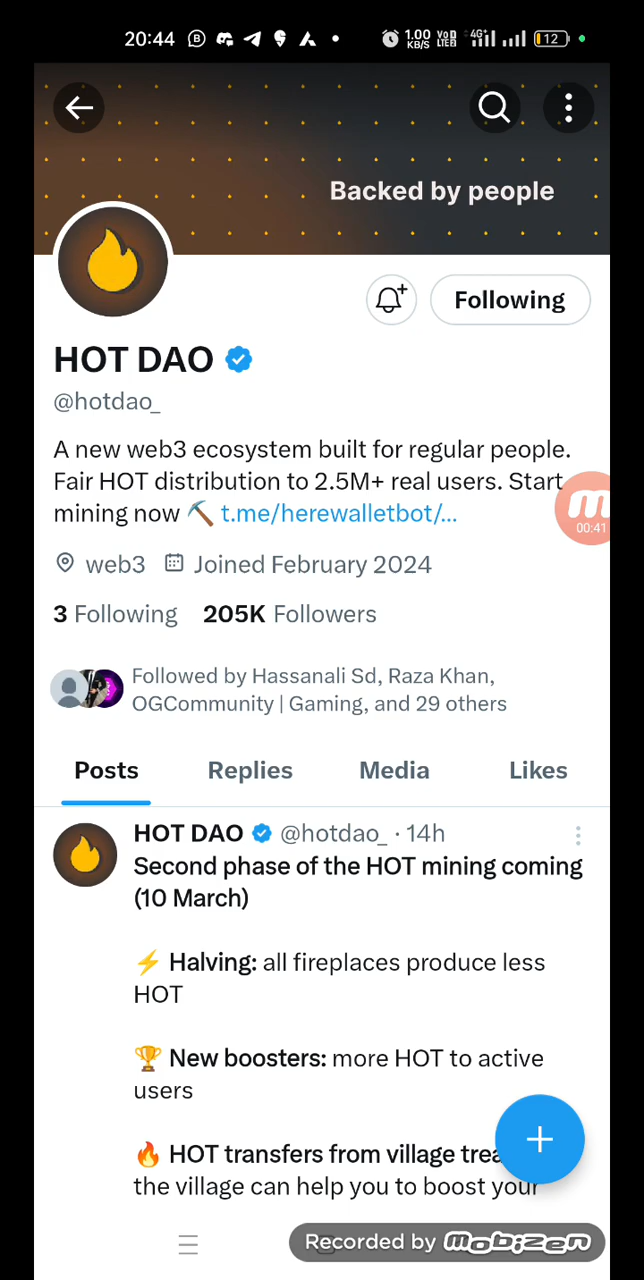 20:44
1.00
KB/S
4G+
12
Backed by people
Following
HOT DAO
@hotdao_
A new web3 ecosystem built for regular people.
Fair HOT distribution to 2.5M+ real users. Start
mining now t.me/herewalletbot/...
00:41
web3 Joined February 2024
3 Following 205K Followers
Followed by Hassanali Sd, Raza Khan,
OGCommunity | Gaming, and 29 others
Posts Replies Media Likes
HOT DAO @hotdao_ · 14h
Second phase of the HOT mining coming
(10 March)
⚡ Halving: all fireplaces produce less
HOT
🏆 New boosters: more HOT to active
users
🔥 HOT transfers from village trea
the village can help you to boost your
Recorded by mobizen